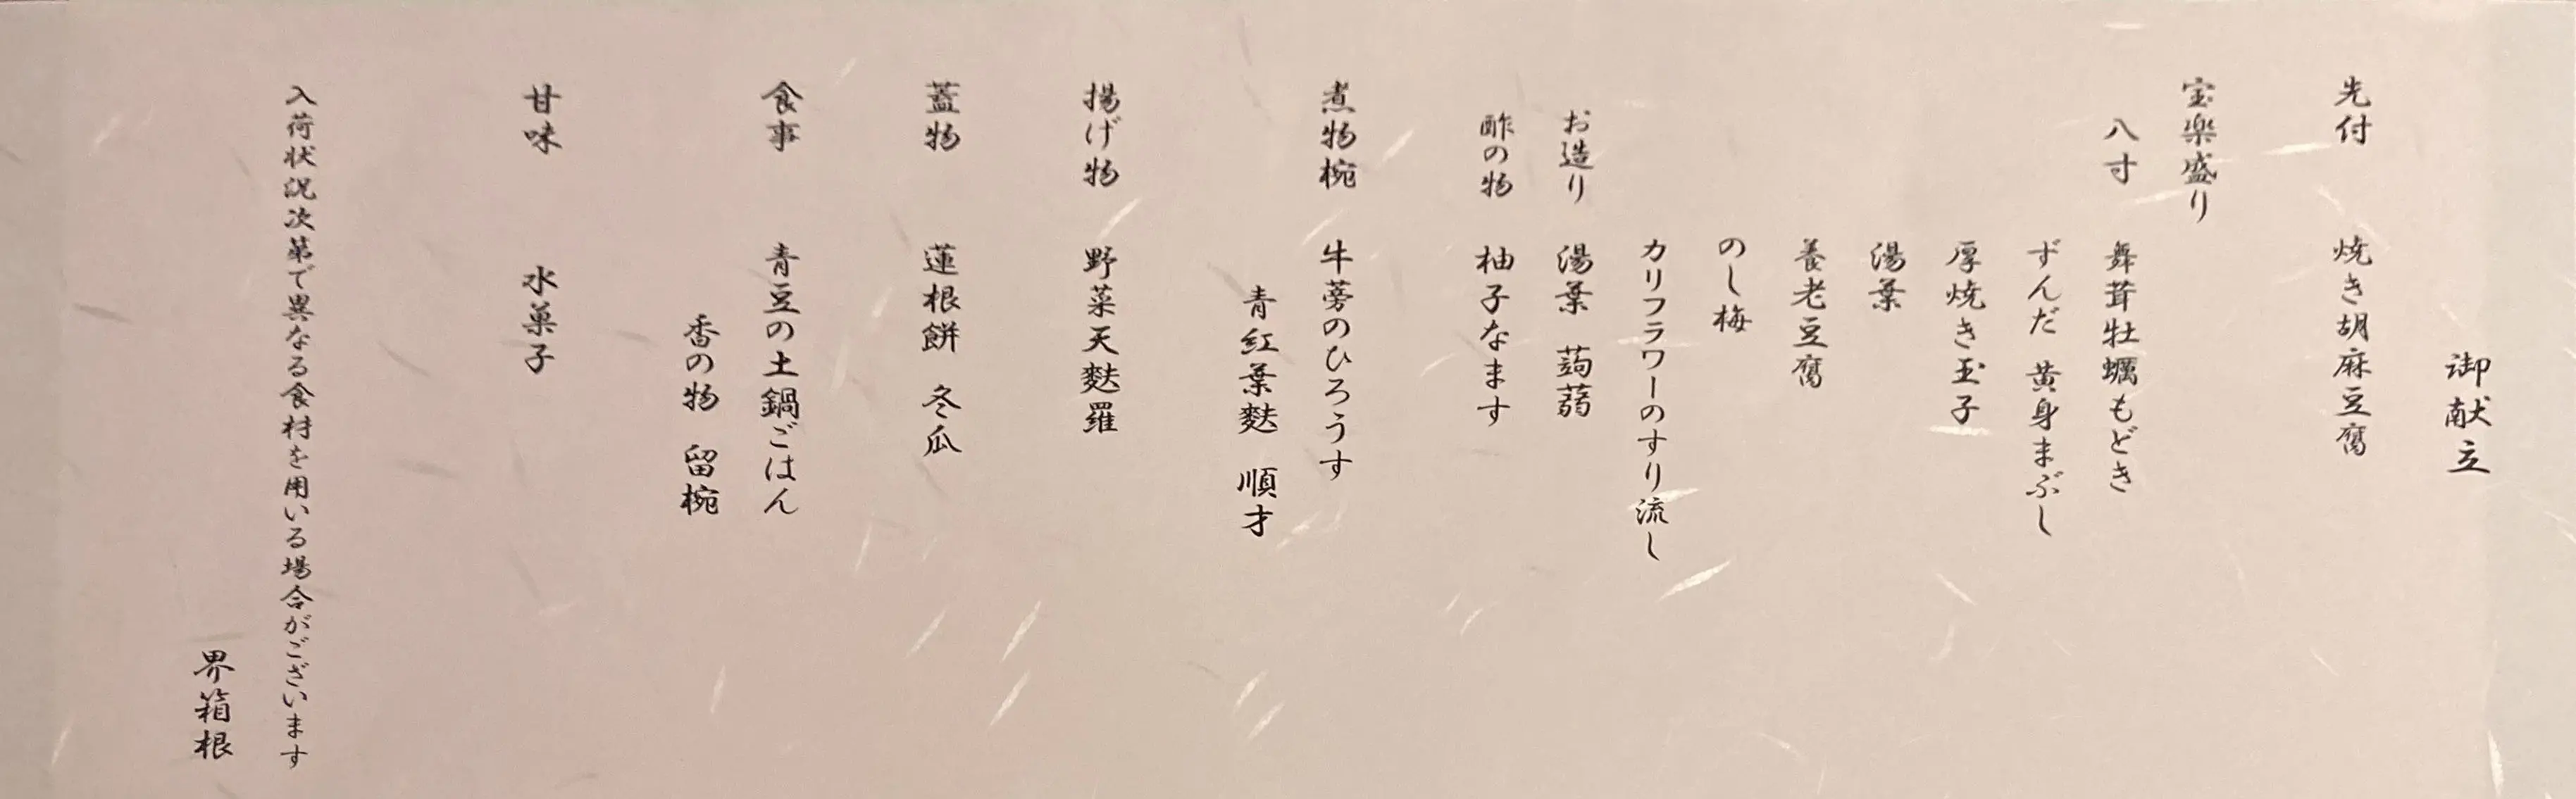 御献立
先付 焼き胡麻豆腐
宝楽盛り
八寸 舞茸牡蠣もどき
ずんだ 黄身まぶし
厚焼き玉子
湯葉
養老豆腐
のし梅
カリフラワーのすり流し
お造り 湯葉 蒟蒻
酢の物 柚子なます
煮物椀 牛蒡のひろうす
青紅葉麩 順才
揚げ物 野菜天麩羅
蓋物 蓮根餅 冬瓜
食事 青豆の土鍋ごはん
香の物 留椀
甘味 水菓子
入荷状況次第で異なる食材を用いる場合がございます
界箱根